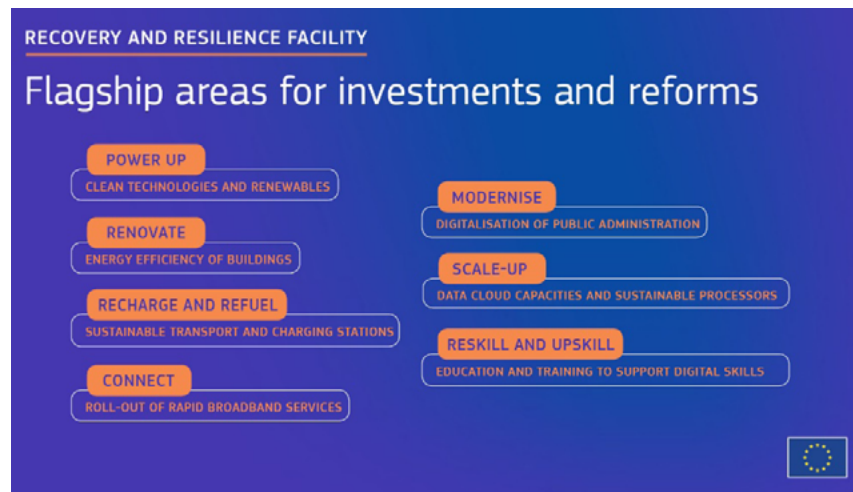 RECOVERY AND RESILIENCE FACILITY
Flagship areas for investments and reforms
POWER UP
CLEAN TECHNOLOGIES AND RENEWABLES
RENOVATE
ENERGY EFFICIENCY OF BUILDINGS
RECHARGE AND REFUEL
SUSTAINABLE TRANSPORT AND CHARGING STATIONS
CONNECT
ROLL-OUT OF RAPID BROADBAND SERVICES
MODERNISE
DIGITALISATION OF PUBLIC ADMINISTRATION
SCALE-UP
DATA CLOUD CAPACITIES AND SUSTAINABLE PROCESSORS
RESKILL AND UPSKILL
EDUCATION AND TRAINING TO SUPPORT DIGITAL SKILLS